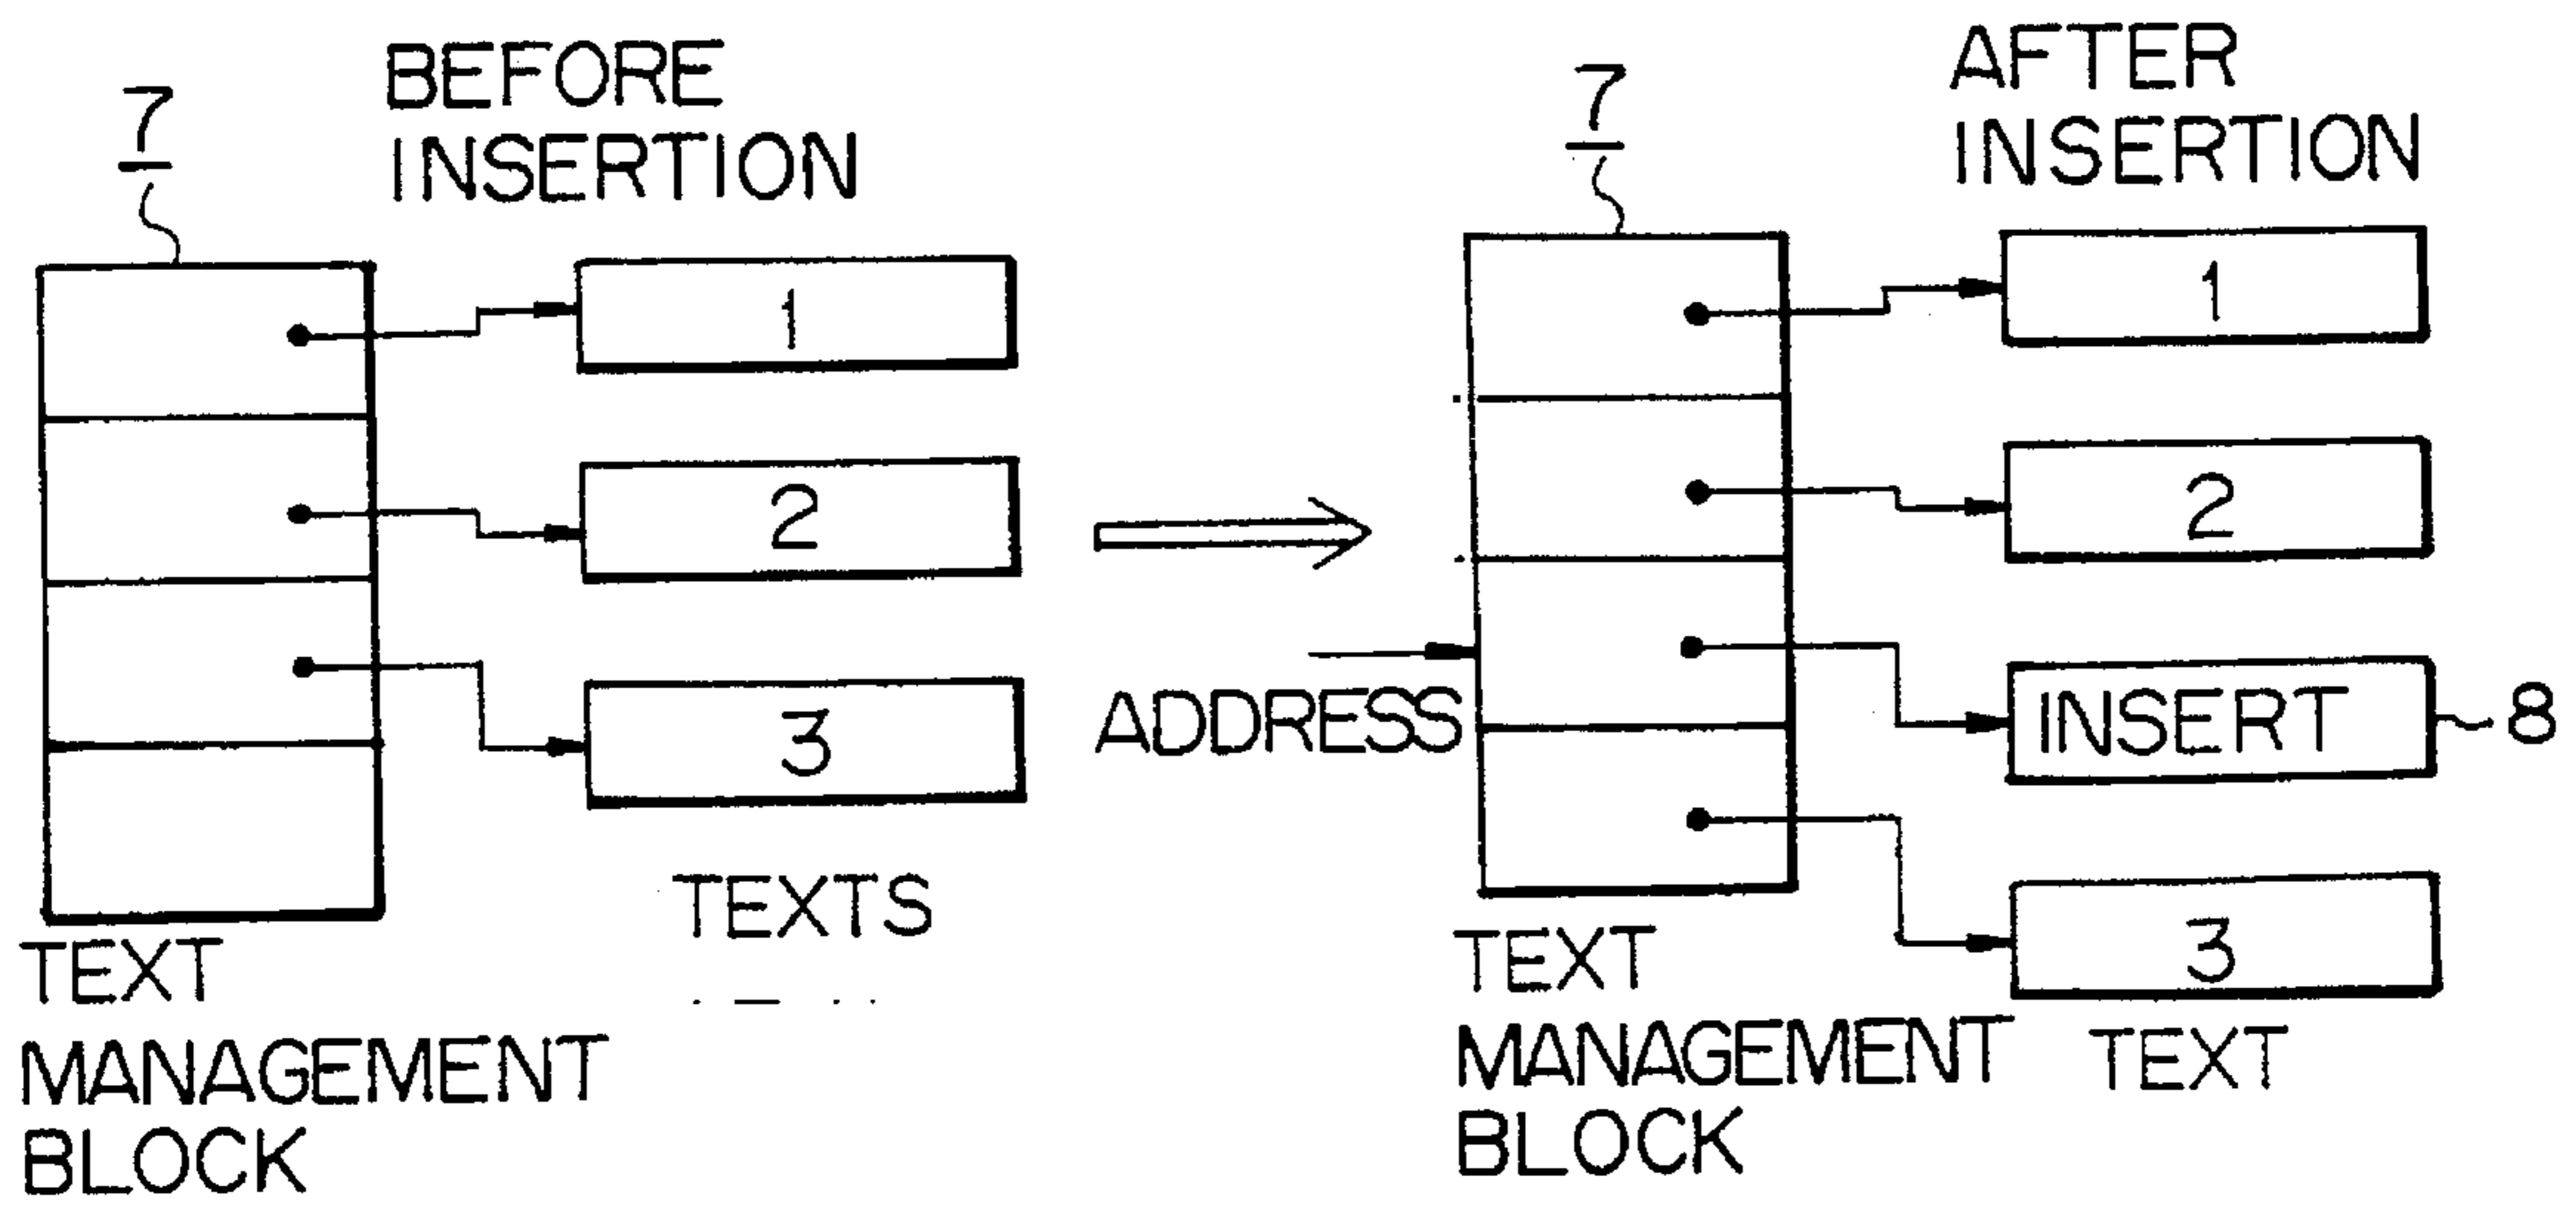 7
BEFORE
INSERTION
1
2
3
TEXTS
TEXT
MANAGEMENT
BLOCK
7
AFTER
INSERTION
1
2
ADDRESS
INSERT
8
3
TEXT
MANAGEMENT
BLOCK
TEXT